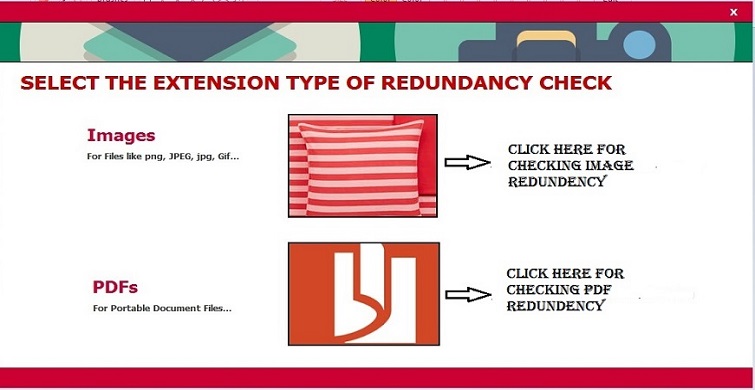 X
SELECT THE EXTENSION TYPE OF REDUNDANCY CHECK
Images
For Files like png, JPEG, jpg, Gif...
CLICK HERE FOR
CHECKING IMAGE
REDUNDENCY
PDFs
For Portable Document Files...
CLICK HERE FOR
CHECKING PDF
REDUNDENCY